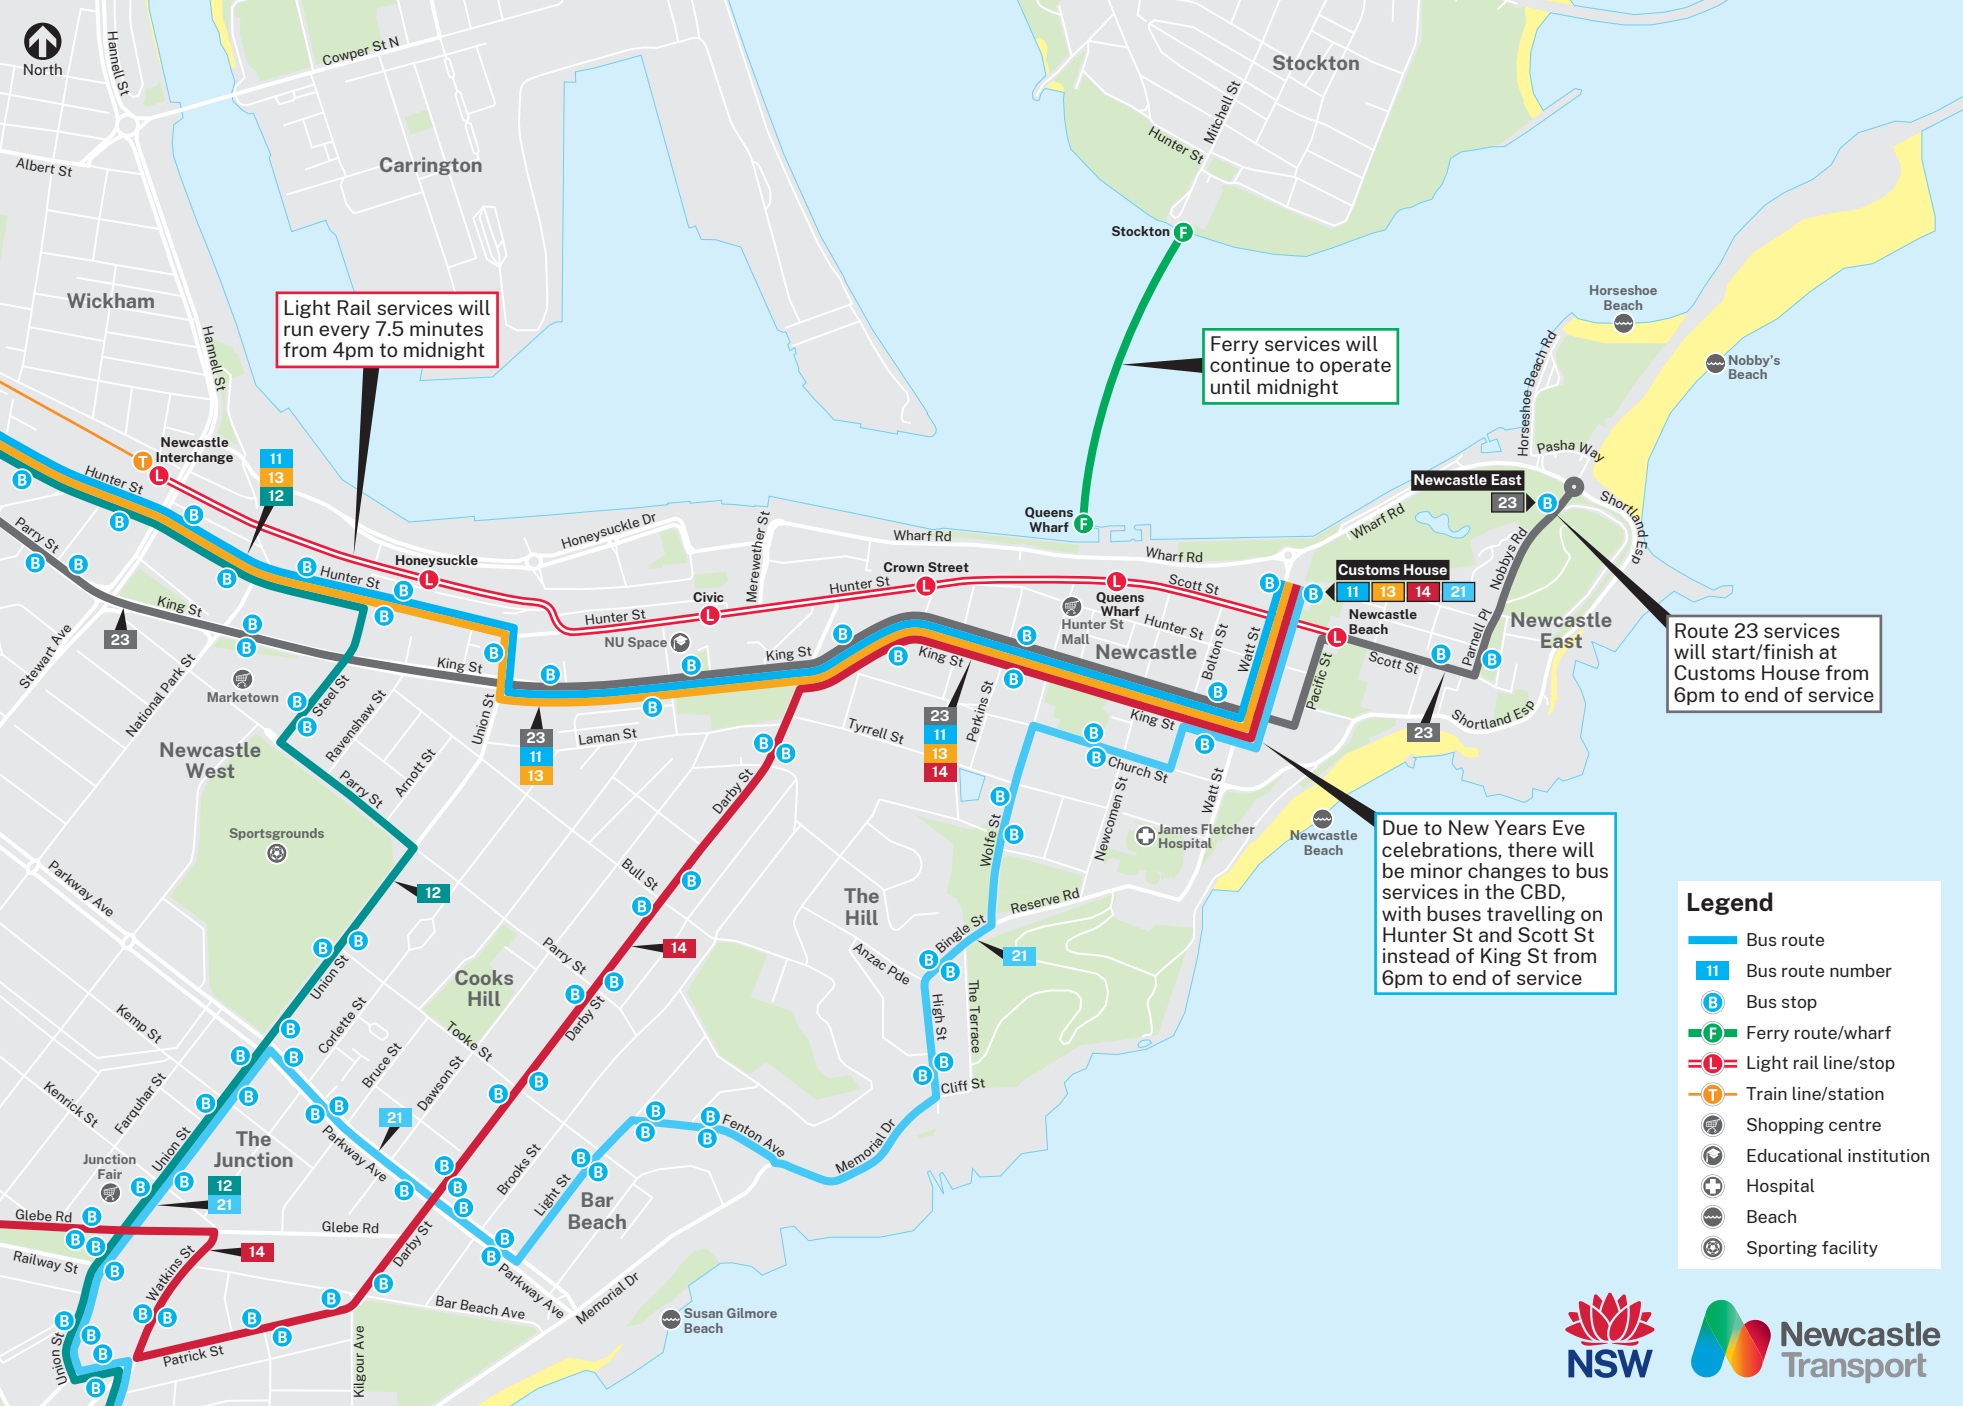 North
Hannell St
Cowper St N
Albert St
Carrington
Stockton
Mitchell St
Hunter St
Stockton
F
Wickham
Hannell St
Light Rail services will
run every 7.5 minutes
from 4pm to midnight
Ferry services will
continue to operate
until midnight
Horseshoe
Beach
Nobby's
Beach
Horseshoe Beach Rd
Pasha Way
Newcastle
Interchange
T
L
11
13
12
Hunter St
Parry St
Honeysuckle
Honeysuckle Dr
Merewether St
Wharf Rd
Queens
Wharf
F
Wharf Rd
Wharf Rd
Newcastle East
23
Shortland Esp
Nobbys Rd
Hunter St
Hunter St
Civic
Crown Street
Hunter St
Scott St
Queens
Wharf
Customs House
11 13 14 21
Newcastle
Beach
Hunter St
Mall
Hunter St
NU Space
Newcastle
Bolton St
Watt St
Pacific St
Scott St
Parnell Pl
Newcastle
East
Route 23 services
will start/finish at
Customs House from
6pm to end of service
King St
23
Stewart Ave
National Park St
Marketown
Steel St
Ravenshaw St
King St
Union St
King St
King St
King St
Perkins St
Tyrrell St
Laman St
23
11
13
23
11
13
14
23
Shortland Esp
Newcastle
West
Arnott St
Parry St
Darby St
Church St
Newcomen St
Watt St
Wolfe St
James Fletcher
Hospital
Newcastle
Beach
Due to New Years Eve
celebrations, there will
be minor changes to bus
services in the CBD,
with buses travelling on
Hunter St and Scott St
instead of King St from
6pm to end of service
Sportsgrounds
Parkway Ave
12
Bull St
The
Hill
Reserve Rd
Bingle St
21
Anzac Pde
High St
The Terrace
Cliff St
14
Parry St
Cooks
Hill
Union St
Corlette St
Darby St
Tooke St
Bruce St
Dawson St
Kemp St
Kenrick St
Farquhar St
21
Parkway Ave
The
Junction
Union St
Junction
Fair
12
21
Brooks St
Light St
Bar
Beach
Fenton Ave
Memorial Dr
Glebe Rd
Glebe Rd
Railway St
Watkins St
14
Darby St
Parkway Ave
Memorial Dr
Bar Beach Ave
Susan Gilmore
Beach
Union St
Patrick St
Kilgour Ave
Legend
Bus route
11 Bus route number
B Bus stop
F Ferry route/wharf
L Light rail line/stop
T Train line/station
Shopping centre
Educational institution
Hospital
Beach
Sporting facility
NSW
Newcastle
Transport